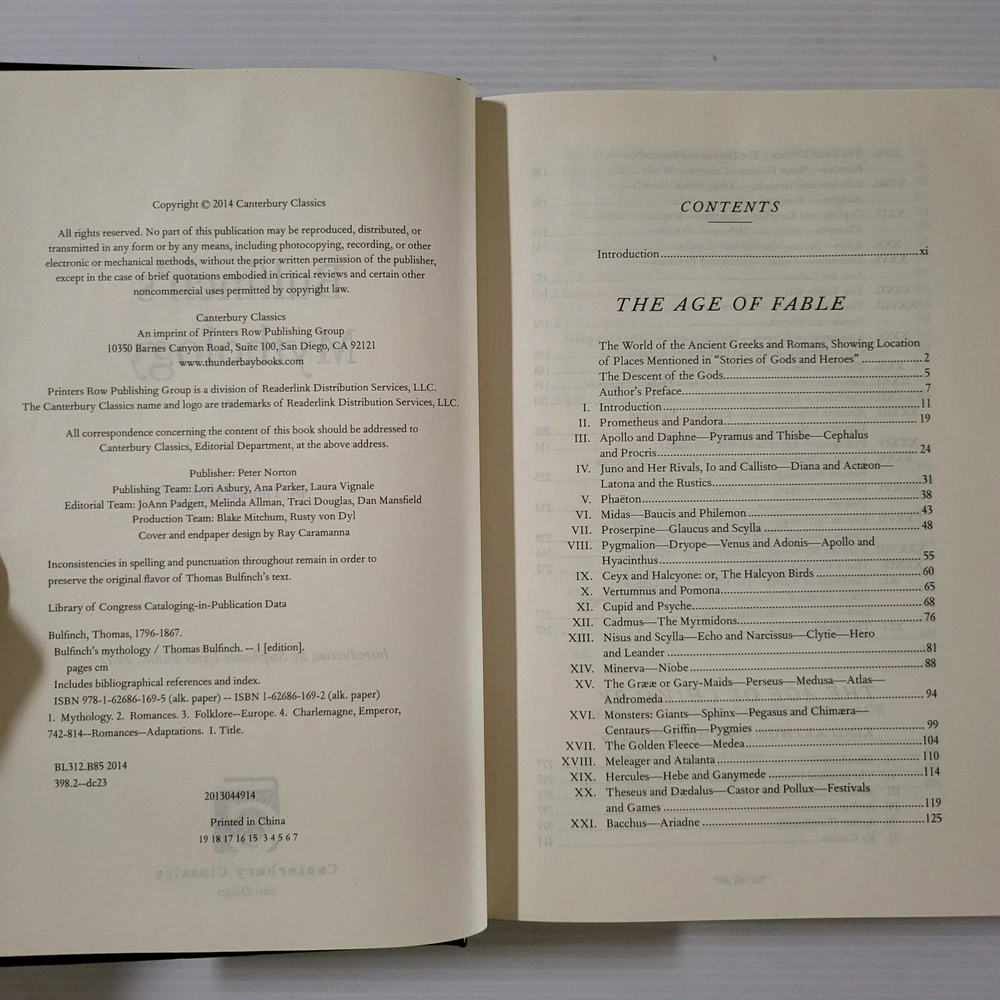 Copyright © 2014 Canterbury Classics
All rights reserved. No part of this publication may be reproduced, distributed, or
transmitted in any form or by any means, including photocopying, recording, or other
electronic or mechanical methods, without the prior written permission of the publisher,
except in the case of brief quotations embodied in critical reviews and certain other
noncommercial uses permitted by copyright law.
Canterbury Classics
An imprint of Printers Row Publishing Group
10350 Barnes Canyon Road, Suite 100, San Diego, CA 92121
www.thunderbaybooks.com
Printers Row Publishing Group is a division of Readerlink Distribution Services, LLC.
The Canterbury Classics name and logo are trademarks of Readerlink Distribution Services, LLC.
All correspondence concerning the content of this book should be addressed to
Canterbury Classics, Editorial Department, at the above address.
Publisher: Peter Norton
Publishing Team: Lori Asbury, Ana Parker, Laura Vignale
Editorial Team: JoAnn Padgett, Melinda Allman, Traci Douglas, Dan Mansfield
Production Team: Blake Mitchum, Rusty von Dyl
Cover and endpaper design by Ray Caramanna
Inconsistencies in spelling and punctuation throughout remain in order to
preserve the original flavor of Thomas Bulfinch's text.
Library of Congress Cataloging-in-Publication Data
Bulfinch, Thomas, 1796-1867.
Bulfinch's mythology / Thomas Bulfinch. -- 1 [edition].
pages cm
Includes bibliographical references and index.
ISBN 978-1-62686-169-5 (alk. paper) -- ISBN 1-62686-169-2 (alk. paper)
1. Mythology. 2. Romances. 3. Folklore--Europe. 4. Charlemagne, Emperor,
742-814--Romances--Adaptations. I. Title.
BL312.B85 2014
398.2--dc23
2013044914
Printed in China
19 18 17 16 15 3 4 5 6 7
CONTENTS
Introduction ... xi
THE AGE OF FABLE
The World of the Ancient Greeks and Romans, Showing Location
of Places Mentioned in "Stories of Gods and Heroes" ... 2
The Descent of the Gods ... 5
Author's Preface ... 7
I. Introduction ... 11
II. Prometheus and Pandora ... 19
III. Apollo and Daphne—Pyramus and Thisbe—Cephalus
and Procris ... 24
IV. Juno and Her Rivals, Io and Callisto—Diana and Actæon—
Latona and the Rustics ... 31
V. Phaëton ... 38
VI. Midas—Baucis and Philemon ... 43
VII. Proserpine—Glaucus and Scylla ... 48
VIII. Pygmalion—Dryope—Venus and Adonis—Apollo and
Hyacinthus ... 55
IX. Ceyx and Halcyone: or, The Halcyon Birds ... 60
X. Vertumnus and Pomona ... 65
XI. Cupid and Psyche ... 68
XII. Cadmus—The Myrmidons ... 76
XIII. Nisus and Scylla—Echo and Narcissus—Clytie—Hero
and Leander ... 81
XIV. Minerva—Niobe ... 88
XV. The Grææ or Gary-Maids—Perseus—Medusa—Atlas—
Andromeda ... 94
XVI. Monsters: Giants—Sphinx—Pegasus and Chimæra—
Centaurs—Griffin—Pygmies ... 99
XVII. The Golden Fleece—Medea ... 104
XVIII. Meleager and Atalanta ... 110
XIX. Hercules—Hebe and Ganymede ... 114
XX. Theseus and Dædalus—Castor and Pollux—Festivals
and Games ... 119
XXI. Bacchus—Ariadne ... 125